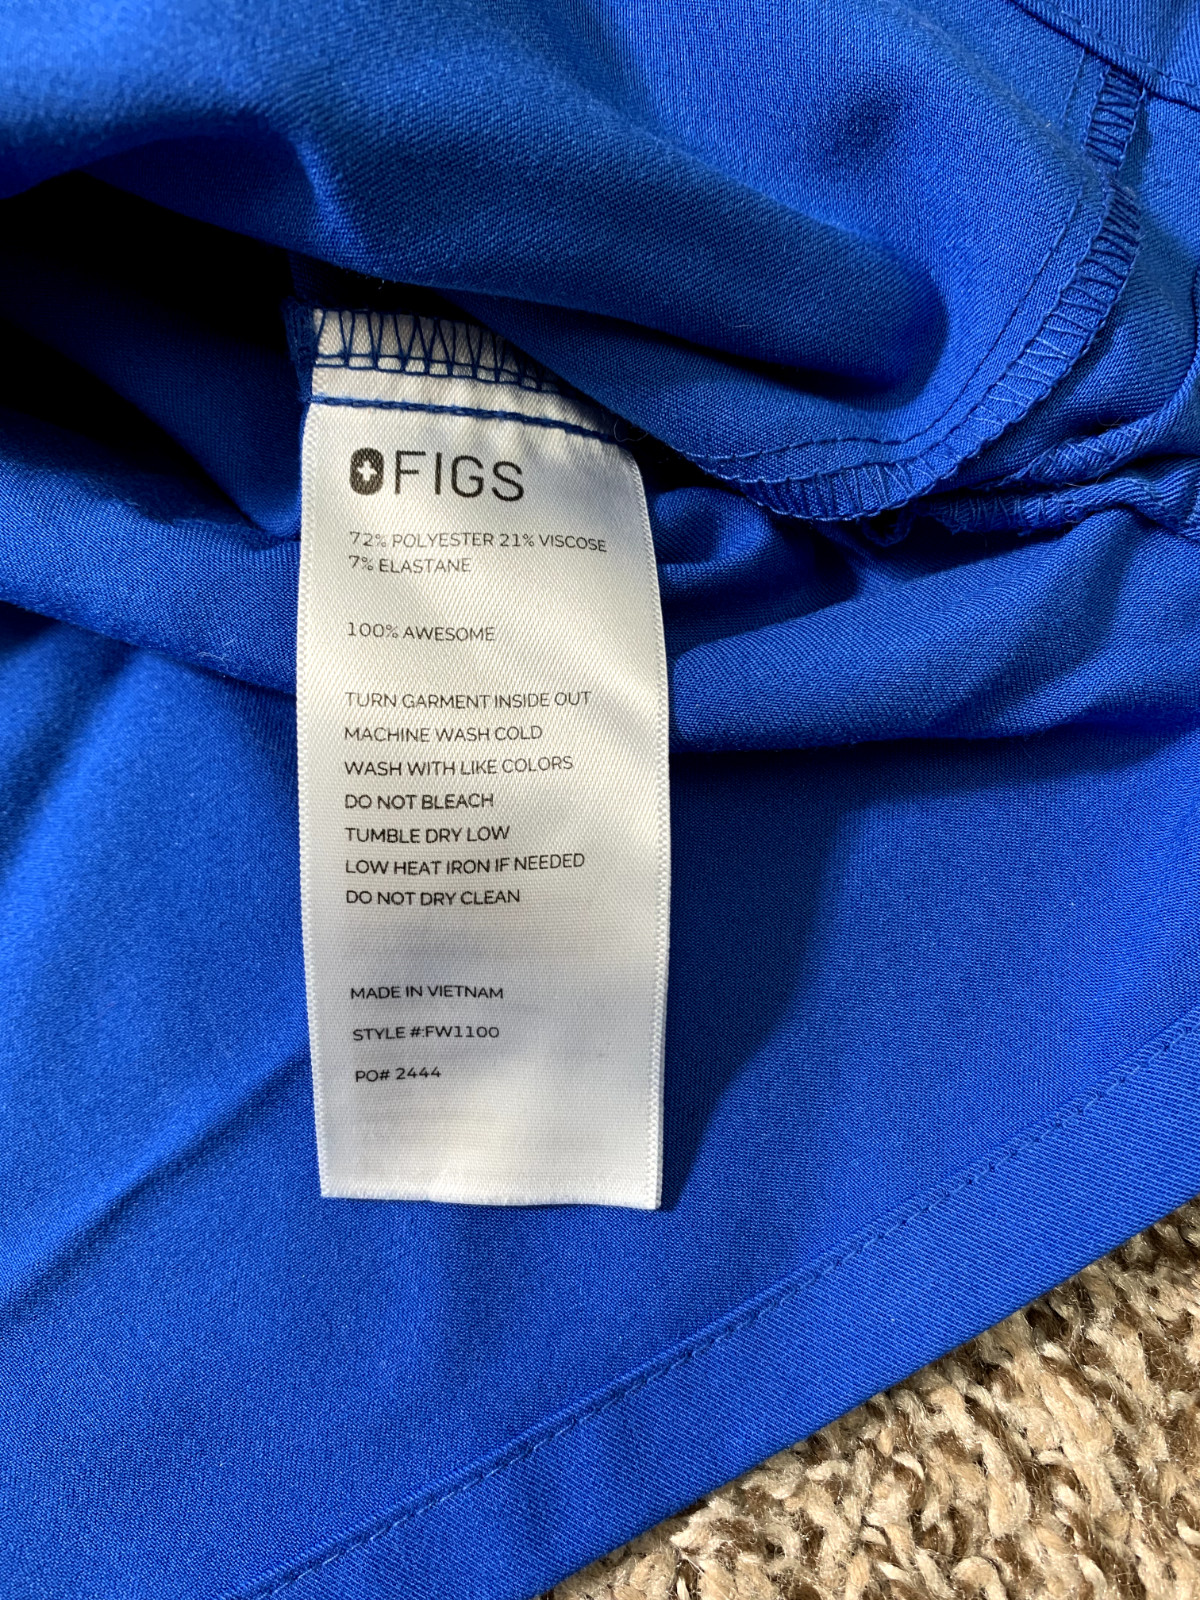 FIGS
72% POLYESTER 21% VISCOSE
7% ELASTANE
100% AWESOME
TURN GARMENT INSIDE OUT
MACHINE WASH COLD
WASH WITH LIKE COLORS
DO NOT BLEACH
TUMBLE DRY LOW
LOW HEAT IRON IF NEEDED
DO NOT DRY CLEAN
MADE IN VIETNAM
STYLE #:FW1100
PO# 2444